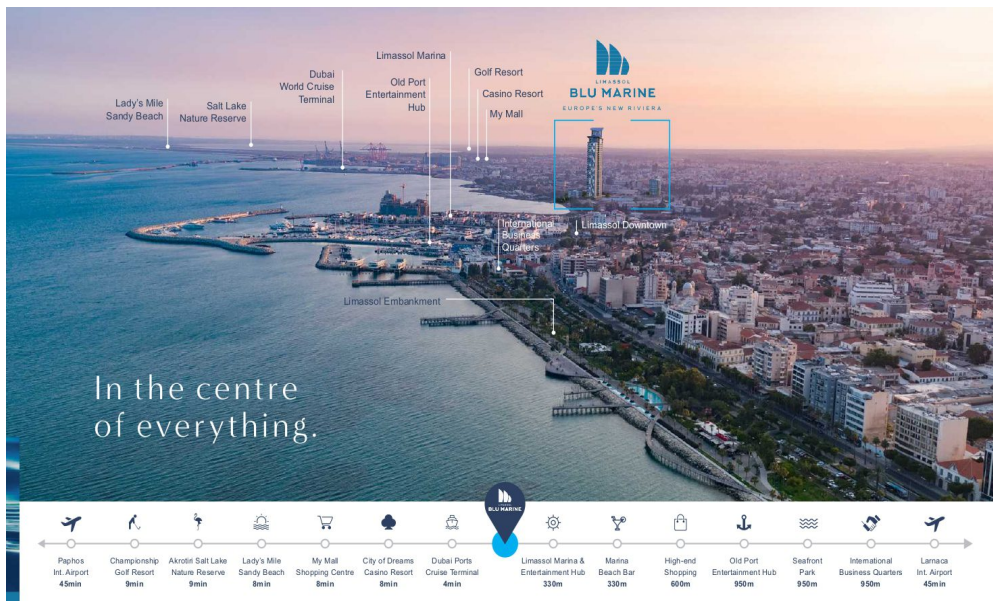 Limassol Marina
Dubai
World Cruise
Terminal
Old Port
Entertainment
Hub
Golf Resort
Casino Resort
My Mall
Lady's Mile
Sandy Beach
Salt Lake
Nature Reserve
LIMASSOL
BLU MARINE
EUROPE'S NEW RIVIERA
International
Business
Quarters
Limassol Downtown
Limassol Embankment
In the centre
of everything.
BLU MARINE
Paphos
Int. Airport
45min
Championship
Golf Resort
9min
Akrotiri Salt Lake
Nature Reserve
9min
Lady's Mile
Sandy Beach
8min
My Mall
Shopping Centre
8min
City of Dreams
Casino Resort
8min
Dubai Ports
Cruise Terminal
4min
Limassol Marina &
Entertainment Hub
330m
Marina
Beach Bar
330m
High-end
Shopping
600m
Old Port
Entertainment Hub
950m
Seafront
Park
950m
International
Business Quarters
950m
Larnaca
Int. Airport
45min